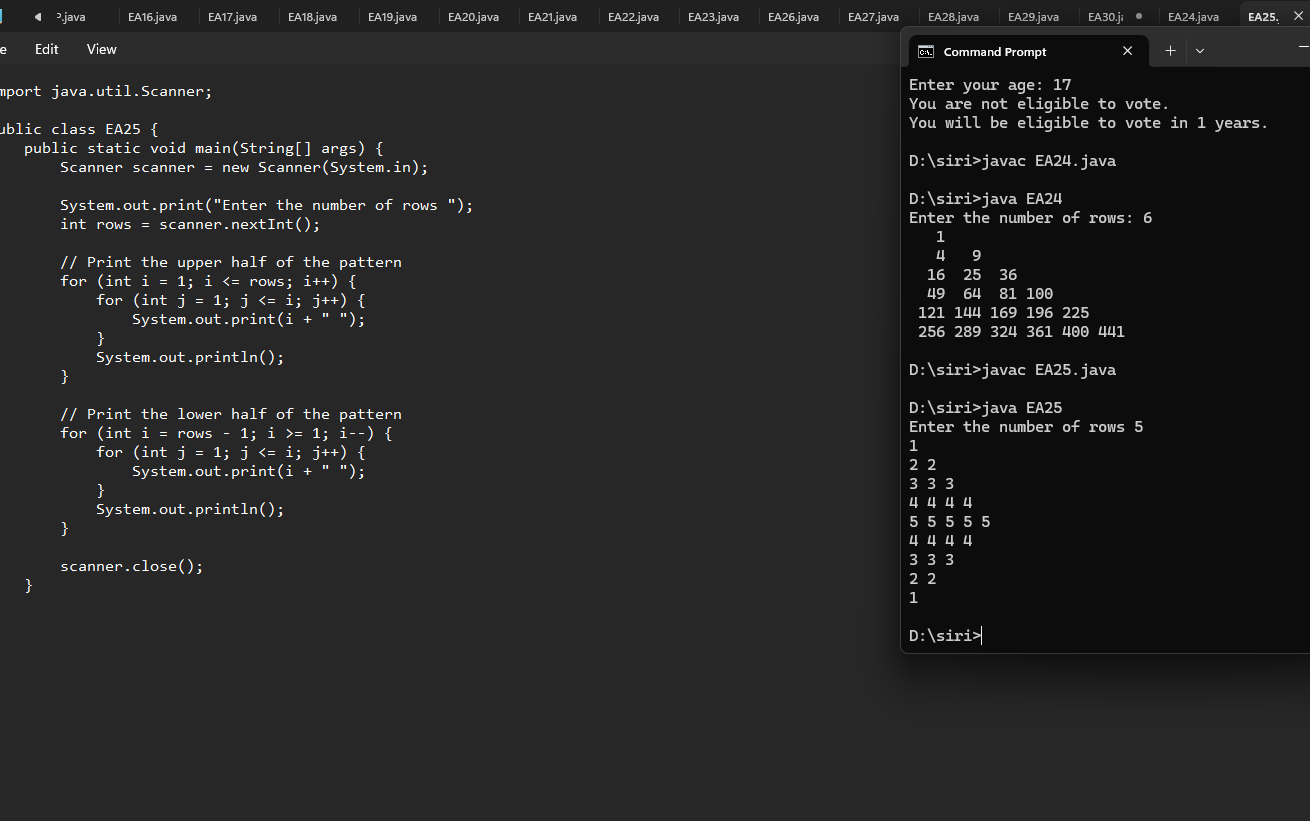 P.java EA16.java EA17.java EA18.java EA19.java EA20.java EA21.java EA22.java EA23.java EA26.java EA27.java EA28.java EA29.java EA30.j EA24.java EA25.
e Edit View
mport java.util.Scanner;
ublic class EA25 {
public static void main(String[] args) {
Scanner scanner = new Scanner(System.in);
System.out.print("Enter the number of rows ");
int rows = scanner.nextInt();
// Print the upper half of the pattern
for (int i = 1; i <= rows; i++) {
for (int j = 1; j <= i; j++) {
System.out.print(i + " ");
}
System.out.println();
}
// Print the lower half of the pattern
for (int i = rows - 1; i >= 1; i--) {
for (int j = 1; j <= i; j++) {
System.out.print(i + " ");
}
System.out.println();
}
scanner.close();
}
Command Prompt
Enter your age: 17
You are not eligible to vote.
You will be eligible to vote in 1 years.
D:\siri>javac EA24.java
D:\siri>java EA24
Enter the number of rows: 6
1
4 9
16 25 36
49 64 81 100
121 144 169 196 225
256 289 324 361 400 441
D:\siri>javac EA25.java
D:\siri>java EA25
Enter the number of rows 5
1
2 2
3 3 3
4 4 4 4
5 5 5 5 5
4 4 4 4
3 3 3
2 2
1
D:\siri>